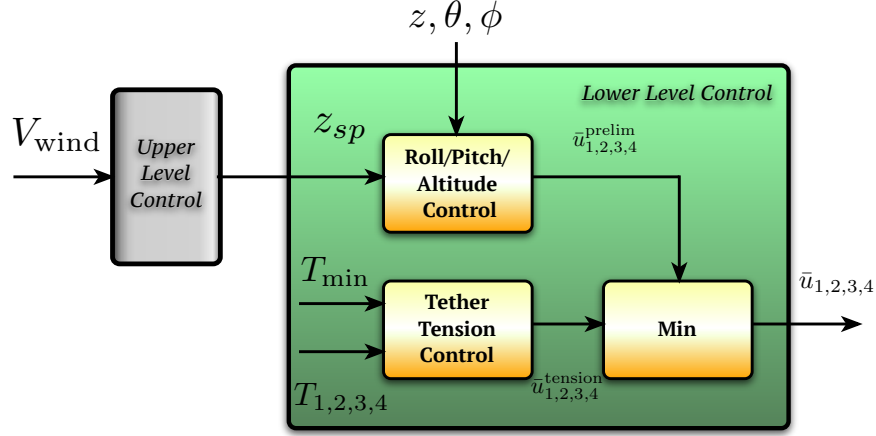 z, θ, ϕ
Lower Level Control
V_wind
Upper
Level
Control
z_sp
Roll/Pitch/
Altitude
Control
ū^prelim_1,2,3,4
T_min
Tether
Tension
Control
T_1,2,3,4
ū^tension_1,2,3,4
Min
ū_1,2,3,4